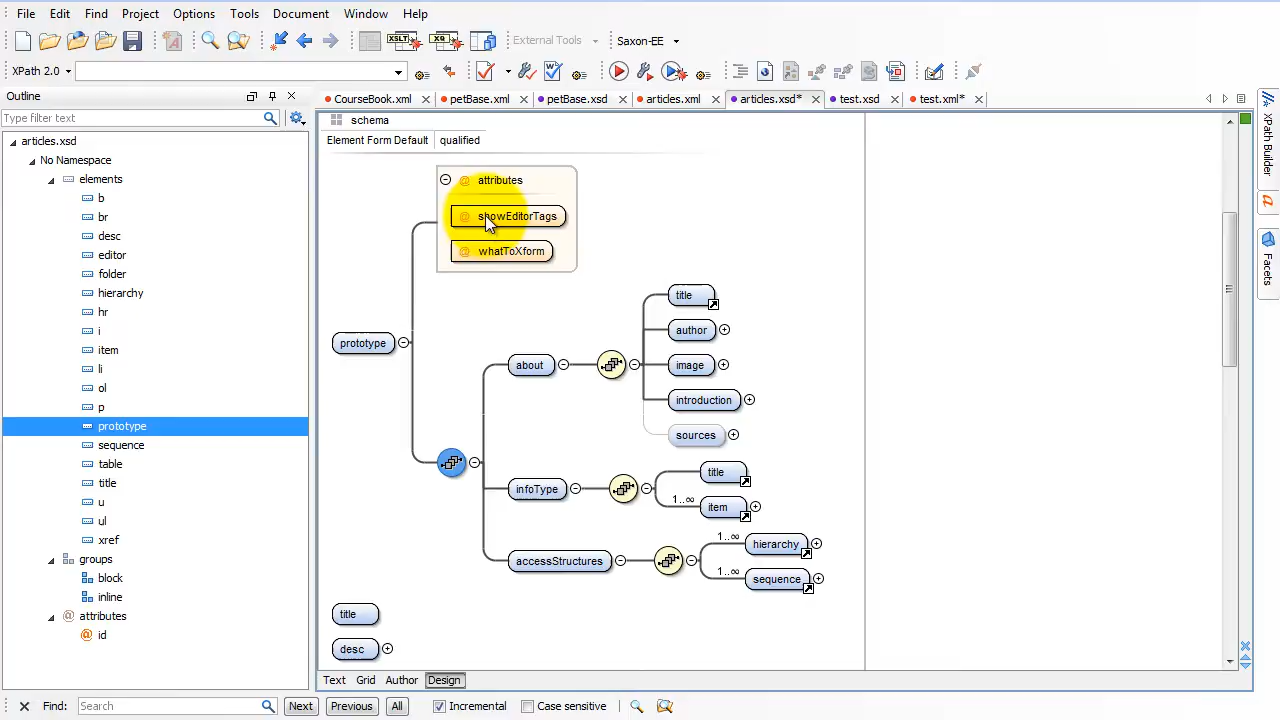 File Edit Find Project Options Tools Document Window Help
XSLT XQ External Tools Saxon-EE
XPath 2.0
Outline
CourseBook.xml petBase.xml petBase.xsd articles.xml articles.xsd* test.xsd test.xml*
Type filter text
articles.xsd
No Namespace
elements
b
br
desc
editor
folder
hierarchy
hr
i
item
li
ol
p
prototype
sequence
table
title
u
ul
xref
groups
block
inline
attributes
id
schema
Element Form Default qualified
attributes
showEditorTags
whatToXform
prototype
about
title
author
image
introduction
sources
infoType
title
1..∞
item
accessStructures
1..∞
hierarchy
1..∞
sequence
title
desc
Text Grid Author Design
XPath Builder
Facets
Find: Search Next Previous All Incremental Case sensitive